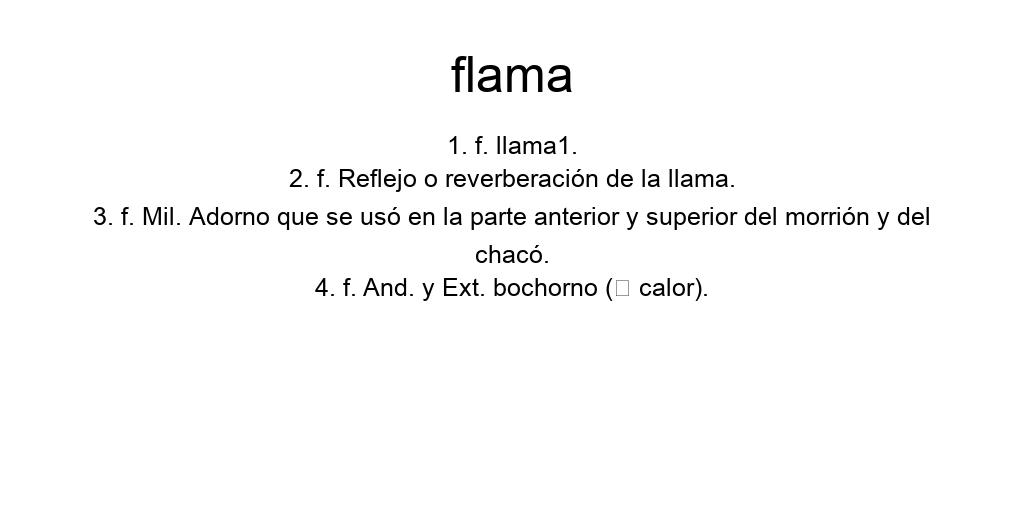 flama
1. f. llama1.
2. f. Reflejo o reverberación de la llama.
3. f. Mil. Adorno que se usó en la parte anterior y superior del morrión y del
chacó.
4. f. And. y Ext. bochorno (□ calor).